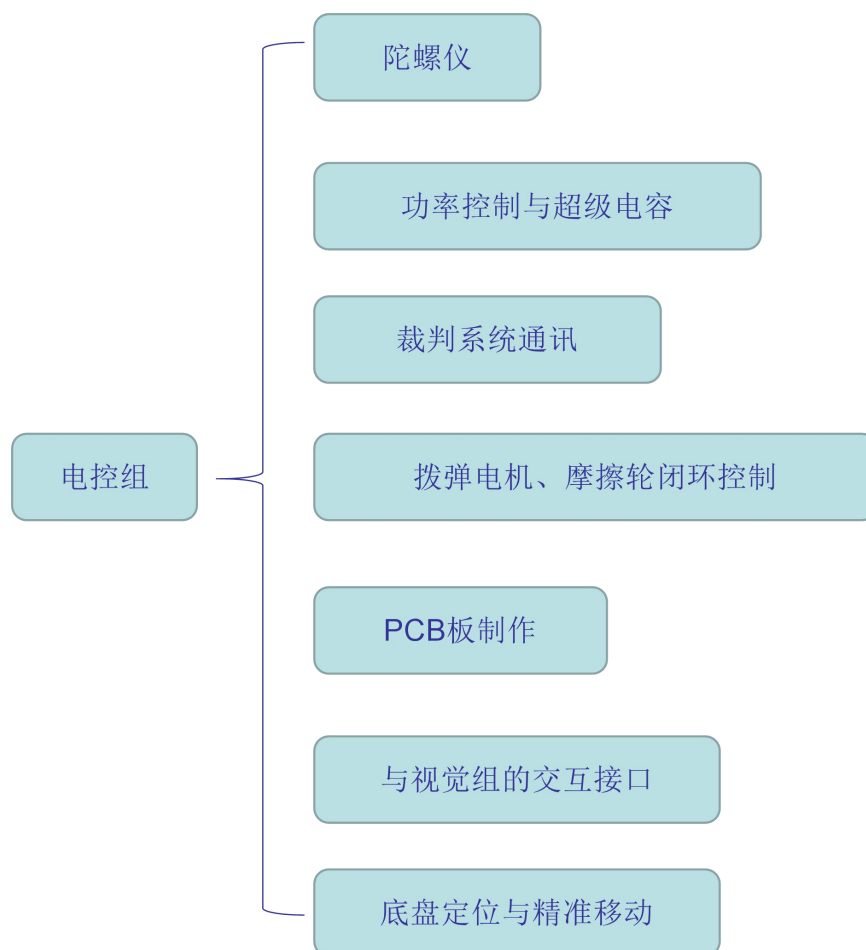 陀螺仪
功率控制与超级电容
裁判系统通讯
电控组
拨弹电机、摩擦轮闭环控制
PCB板制作
与视觉组的交互接口
底盘定位与精准移动